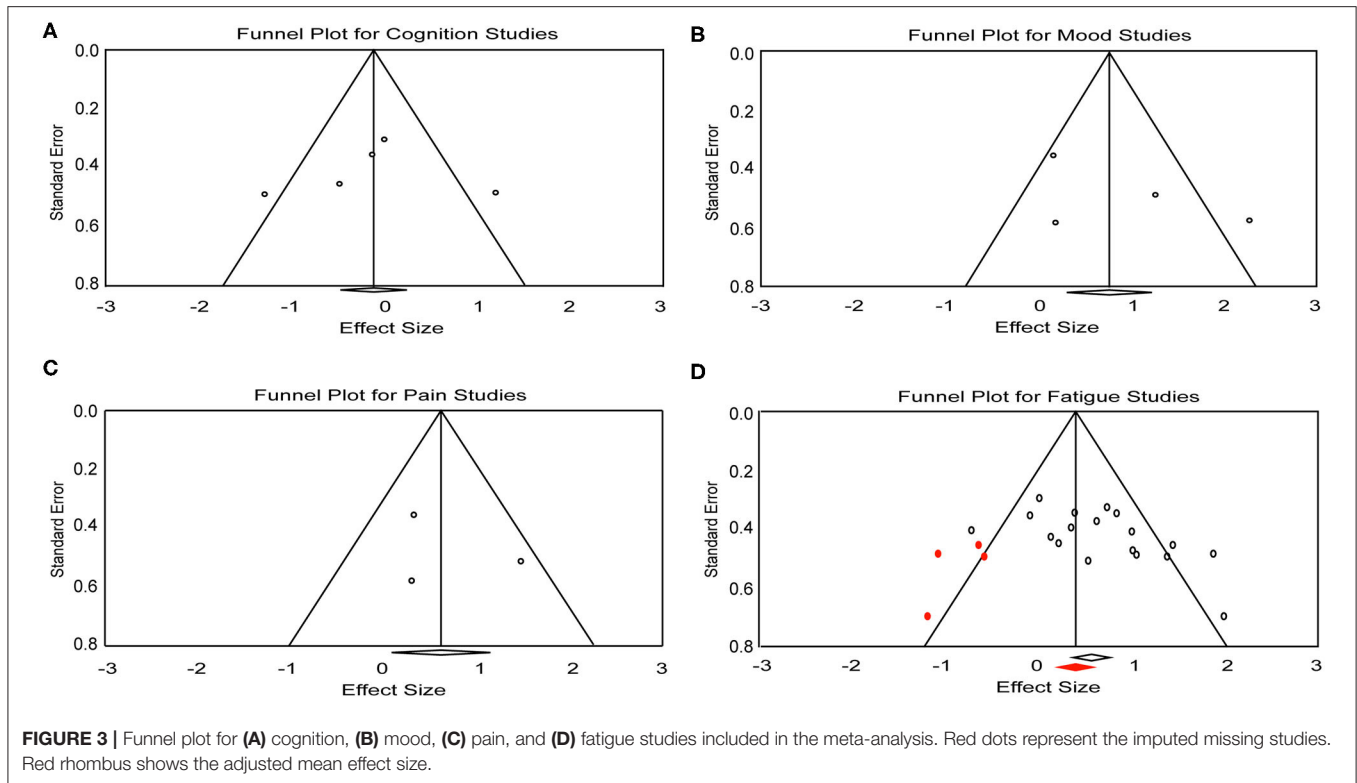 A
Funnel Plot for Cognition Studies
0.0
0.2
0.4
0.6
0.8
Standard Error
-3 -2 -1 0 1 2 3
Effect Size
B
Funnel Plot for Mood Studies
0.0
0.2
0.4
0.6
0.8
Standard Error
-3 -2 -1 0 1 2 3
Effect Size
C
Funnel Plot for Pain Studies
0.0
0.2
0.4
0.6
0.8
Standard Error
-3 -2 -1 0 1 2 3
Effect Size
D
Funnel Plot for Fatigue Studies
0.0
0.2
0.4
0.6
0.8
Standard Error
-3 -2 -1 0 1 2 3
Effect Size
FIGURE 3 | Funnel plot for (A) cognition, (B) mood, (C) pain, and (D) fatigue studies included in the meta-analysis. Red dots represent the imputed missing studies.
Red rhombus shows the adjusted mean effect size.